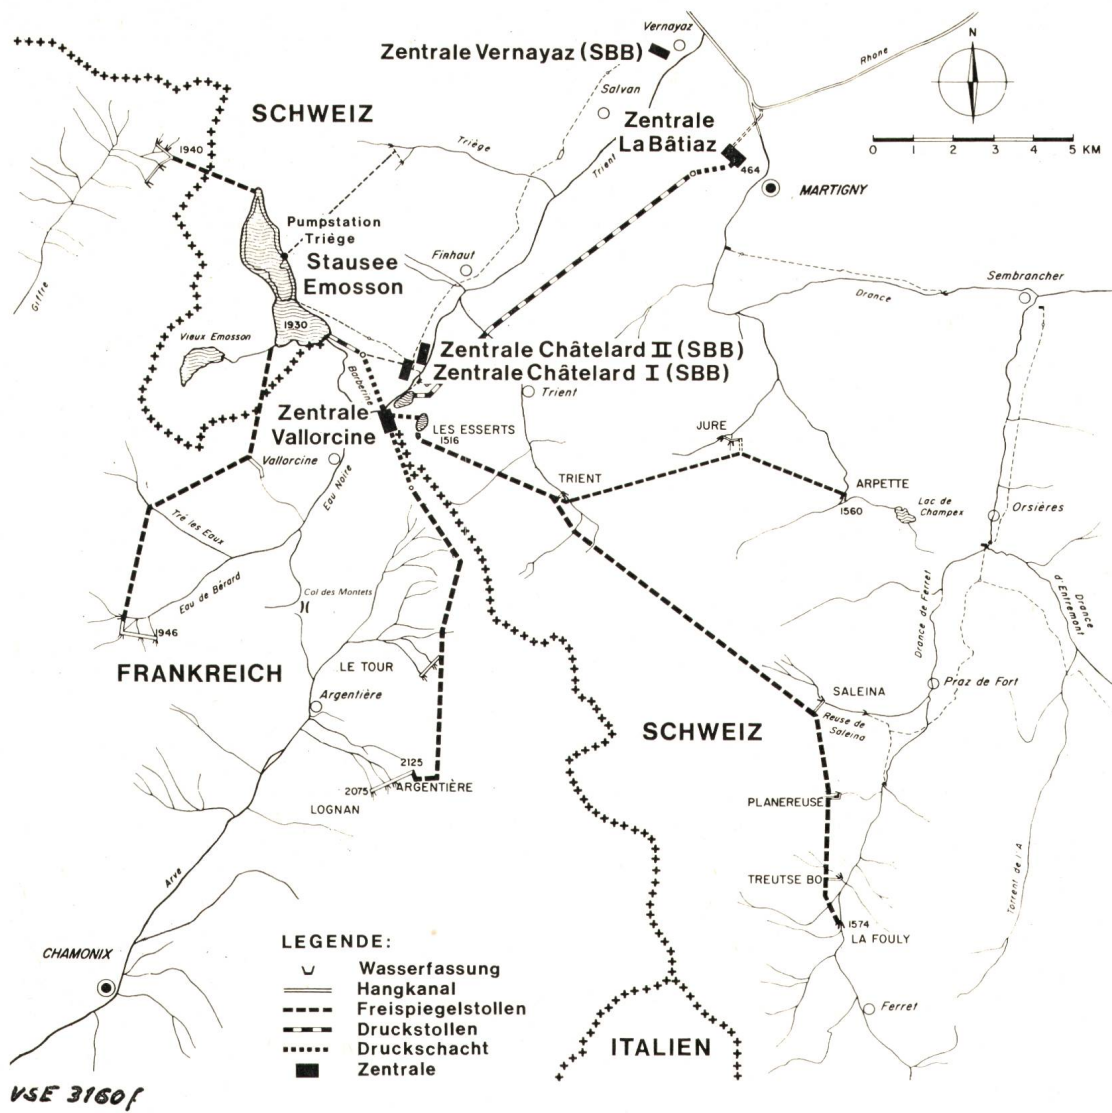 Vernayaz
Zentrale Vernayaz (SBB)
Rhone
N
SCHWEIZ
Salvan
Zentrale
La Bâtiaz
Trient
Triège
0 1 2 3 4 5 KM
1940
464
MARTIGNY
Pumpstation
Triége
Stausee
Emosson
Finhaut
Sembrancher
Drance
Giffre
1930
Vieux Emosson
Barberine
Zentrale Châtelard II (SBB)
Zentrale Châtelard I (SBB)
Trient
Zentrale
Vallorcine
LES ESSERTS
1516
JURE
Vallorcine
Eau Noire
TRIENT
ARPETTE
1560
Lac de
Champex
Orsières
Tré les Eaux
Eau de Bérard
Col des Montets
Drance de Ferret
Drance
d'Entremont
1946
FRANKREICH
LE TOUR
Argentière
SALEINA
Praz de Fort
Reuse de
Saleina
SCHWEIZ
2125
2075
ARGENTIÈRE
LOGNAN
PLANEREUSE
Arve
TREUTSE BO
Torrent de l'A
1574
LA FOULY
CHAMONIX
LEGENDE:
Wasserfassung
Hangkanal
Freispiegelstollen
Druckstollen
Druckschacht
Zentrale
Ferret
ITALIEN
VSE 3160f